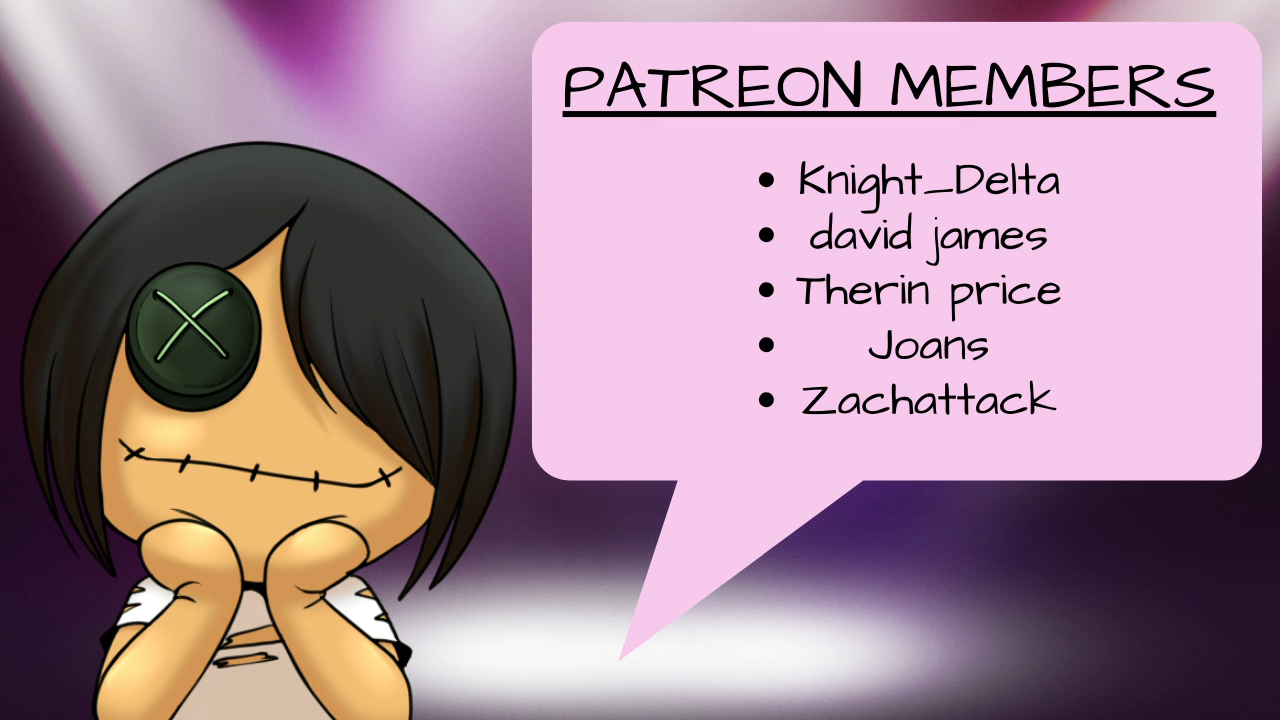 PATREON MEMBERS
• Knight_Delta
• david james
• Therin price
• Joans
• Zachattack